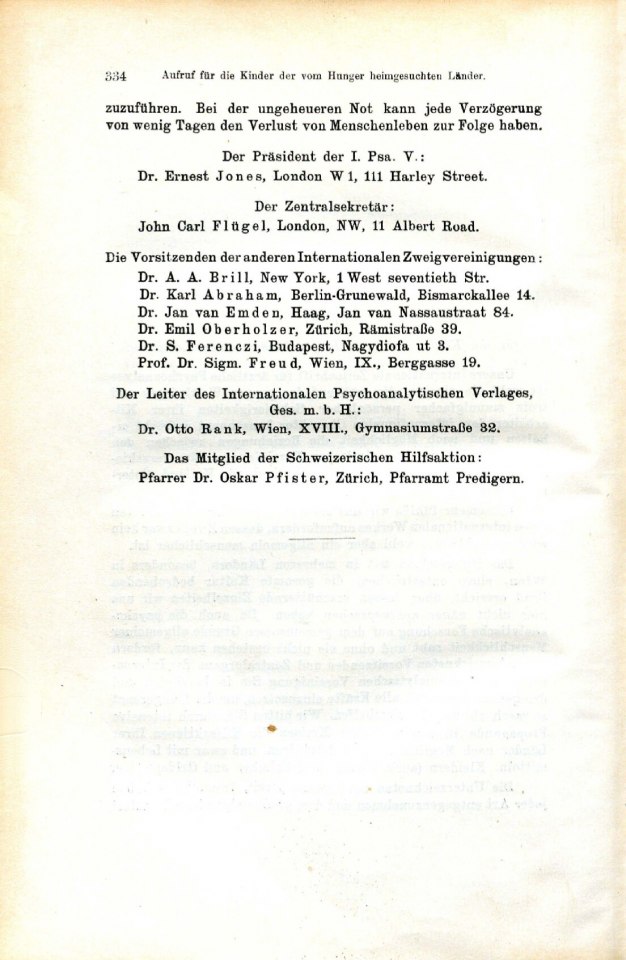 334 Aufruf für die Kinder der vom Hunger heimgesuchten Länder.
zuzuführen. Bei der ungeheueren Not kann jede Verzögerung
von wenig Tagen den Verlust von Menschenleben zur Folge haben.
Der Präsident der I. Psa. V.:
Dr. Ernest Jones, London W 1, 111 Harley Street.
Der Zentralsekretär:
John Carl Flügel, London, NW, 11 Albert Road.
Die Vorsitzenden der anderen Internationalen Zweigvereinigungen:
Dr. A. A. Brill, New York, 1 West seventieth Str.
Dr. Karl Abraham, Berlin-Grunewald, Bismarckallee 14.
Dr. Jan van Emden, Haag, Jan van Nassaustraat 84.
Dr. Emil Oberholzer, Zürich, Rämistraße 39.
Dr. S. Ferenczi, Budapest, Nagydiofa ut 3.
Prof. Dr. Sigm. Freud, Wien, IX., Berggasse 19.
Der Leiter des Internationalen Psychoanalytischen Verlages,
Ges. m. b. H.:
Dr. Otto Rank, Wien, XVIII., Gymnasiumstraße 32.
Das Mitglied der Schweizerischen Hilfsaktion:
Pfarrer Dr. Oskar Pfister, Zürich, Pfarramt Predigern.